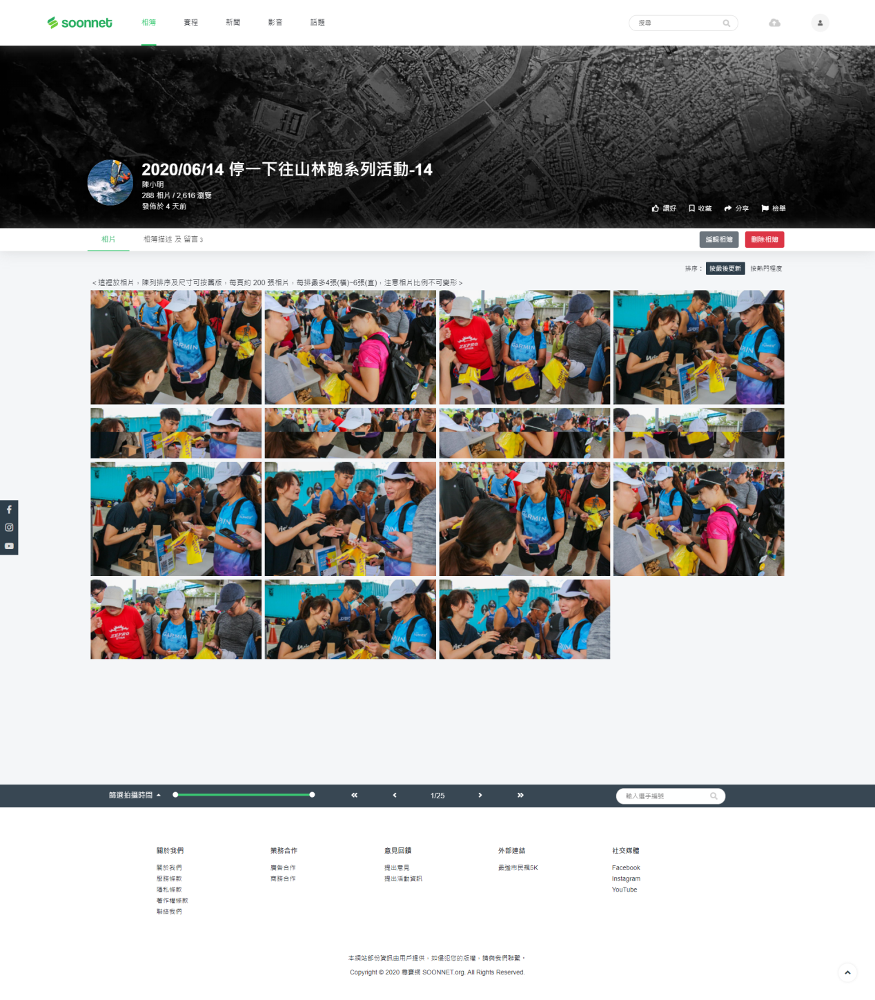 soonnet
相簿 賽程 新聞 影音 話題
搜尋
2020/06/14 停一下往山林跑系列活動-14
陳小明
288 相片 / 2,616 瀏覽
發佈於 4 天前
讚好 收藏 分享 檢舉
相片 相簿描述 及 留言 3
編輯相簿 刪除相簿
排序： 按最後更新 按熱門程度
< 這裡放相片，陳列排序及尺寸可按舊版，每頁約 200 張相片，每排最多4張(橫)~6張(直)，注意相片比例不可變形 >
篩選拍攝時間
1/25
輸入選手編號
關於我們 業務合作 意見回饋 外部連結 社交媒體
關於我們 廣告合作 提出意見 最強市民楓5K Facebook
服務條款 商務合作 提出活動資訊 Instagram
隱私條款 YouTube
著作權條款
聯絡我們
本網站部份資訊由用戶提供，如侵犯您的版權，請與我們聯繫。
Copyright © 2020 尋寶網 SOONNET.org. All Rights Reserved.